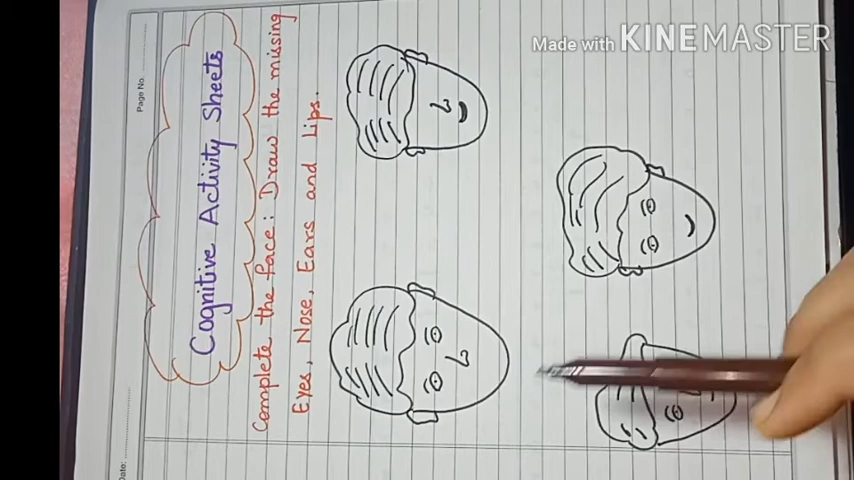 Made with KINEMASTER
Page No.
Cognitive Activity Sheets
Complete the face: Draw the missing
Eyes, Nose, Ears and Lips.
Date: